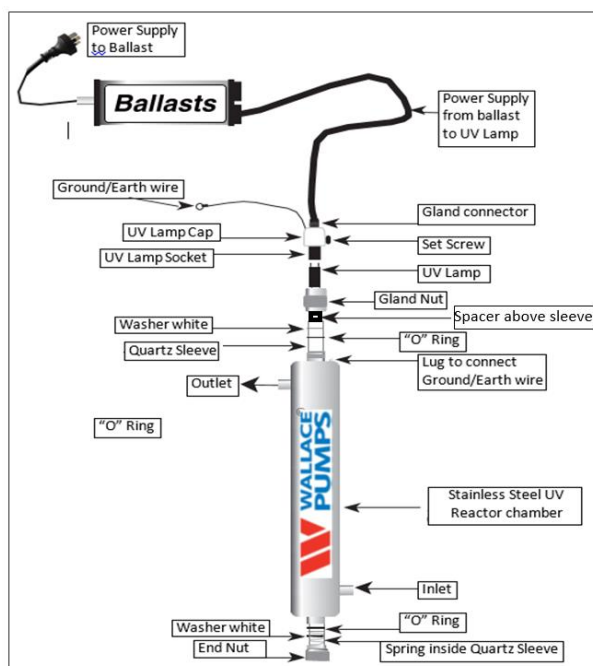 Power Supply
to Ballast
Ballasts
Power Supply
from ballast
to UV Lamp
Ground/Earth wire
Gland connector
UV Lamp Cap
Set Screw
UV Lamp Socket
UV Lamp
Gland Nut
Spacer above sleeve
Washer white
"O" Ring
Quartz Sleeve
Lug to connect
Ground/Earth wire
Outlet
"O" Ring
WALLACE
PUMPS
Stainless Steel UV
Reactor chamber
Inlet
"O" Ring
Washer white
End Nut
Spring inside Quartz Sleeve